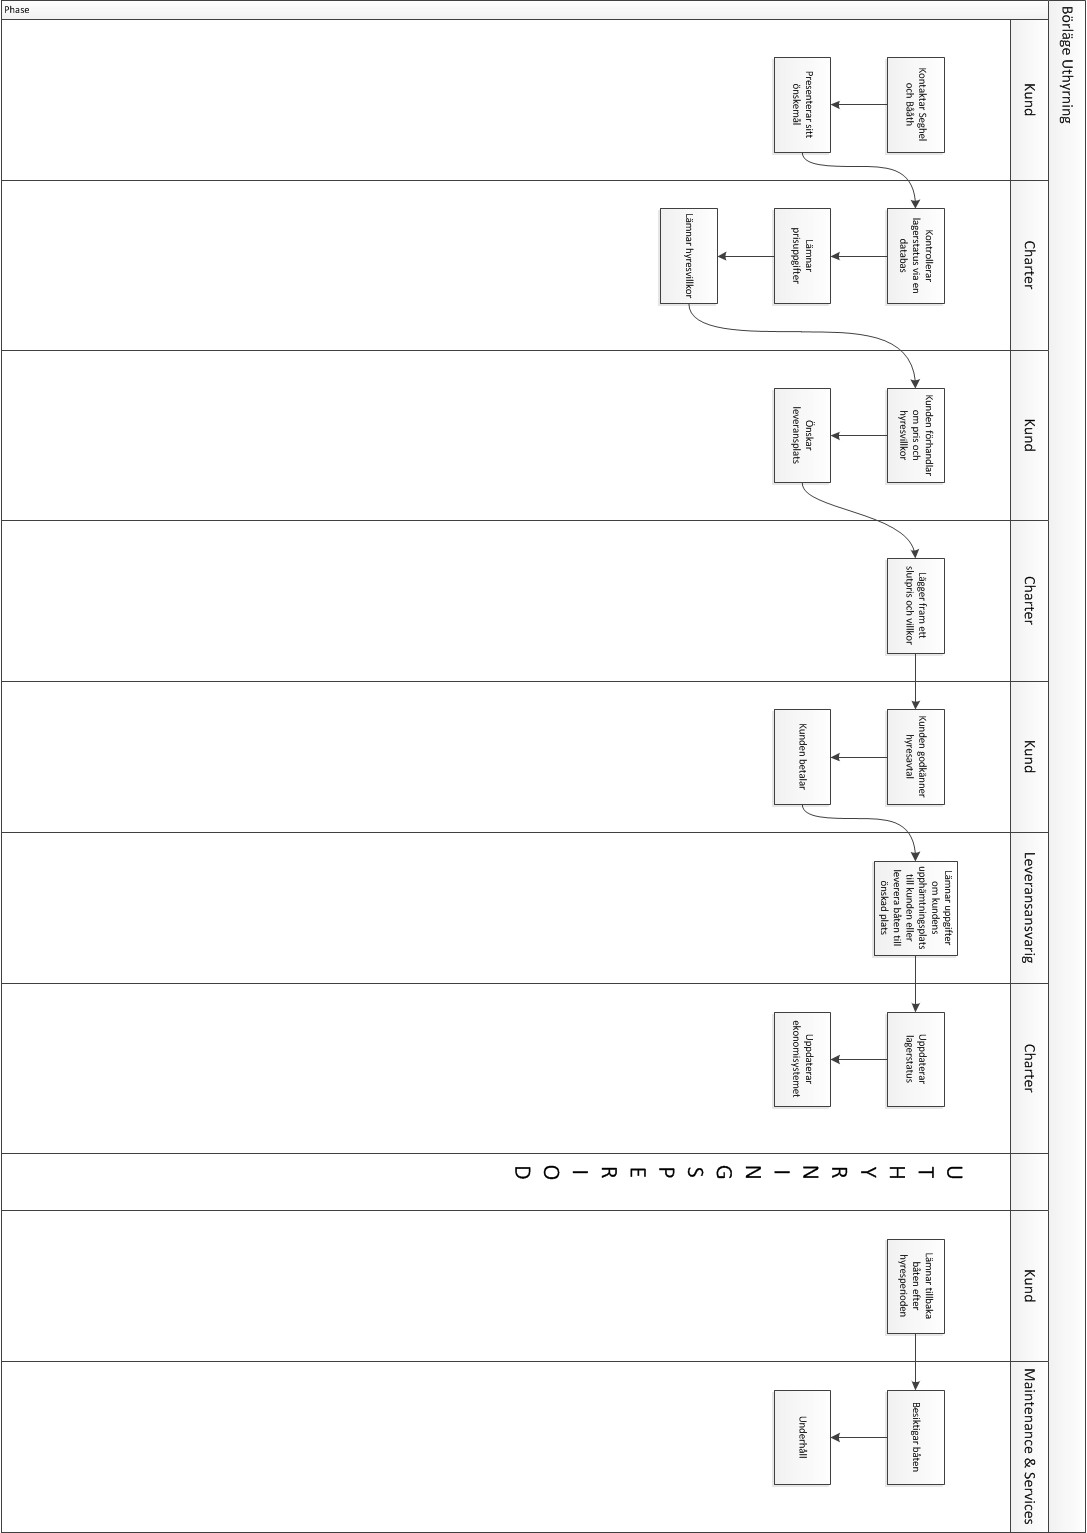 Börläge Uthyrning
Phase
Kund
Kontaktar Seghel
och Bååth
Presenterar sitt
önskemål
Charter
Kontrollerar
lagerstatus via en
databas
Lämnar
prisuppgifter
Lämnar hyresvillkor
Kund
Kunden förhandlar
om pris och
hyresvillkor
Önskar
leveransplats
Charter
Lägger fram ett
slutpris och villkor
Kund
Kunden godkänner
hyresavtal
Kunden betalar
Leveransansvarig
Lämnar uppgifter
om kundens
upphämtningsplats
till kunden eller
leverera båten till
önskad plats
Charter
Uppdaterar
lagerstatus
Uppdaterar
ekonomisystemet
U
T
H
Y
R
N
I
N
G
S
P
E
R
I
O
D
Kund
Lämnar tillbaka
båten efter
hyresperioden
Maintenance & Services
Besiktigar båten
Underhåll